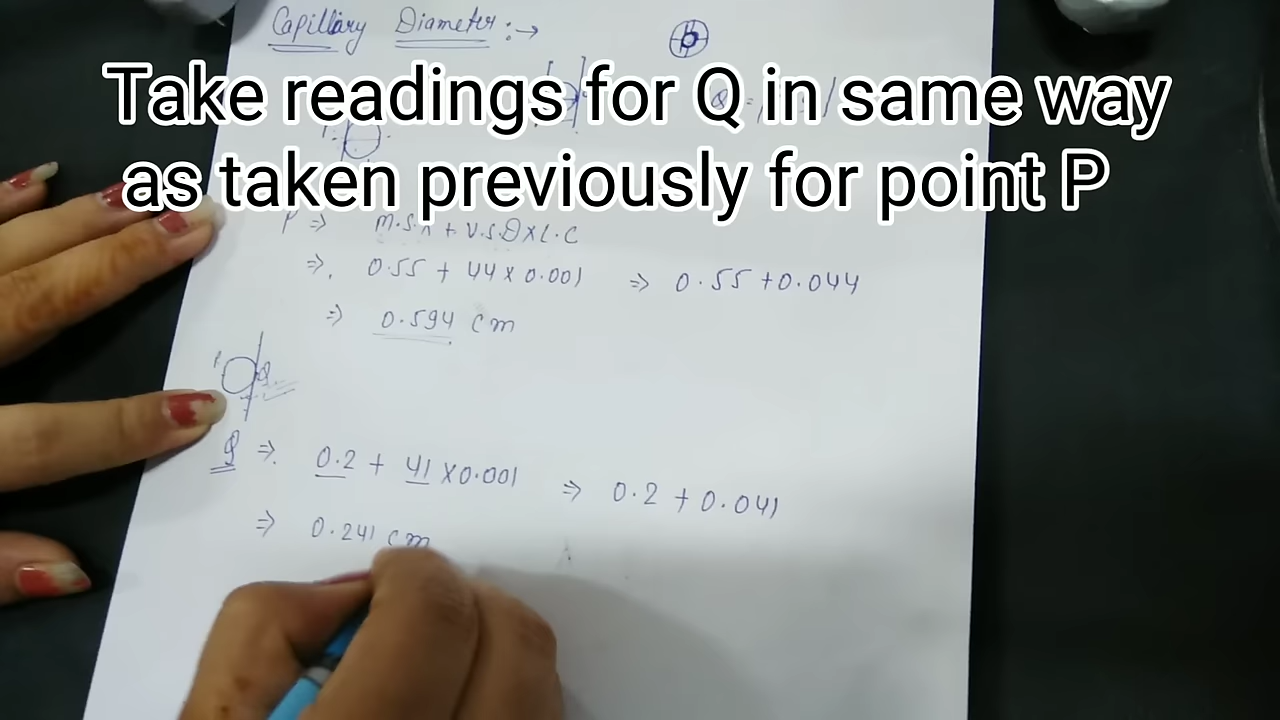 Capillary Diameter :→
Take readings for Q in same way
as taken previously for point P
P ⇒ M.S.R + V.S.D X L.C
⇒. 0.55 + 44 X 0.001 ⇒ 0.55 + 0.044
⇒ 0.594 cm
P Q
Q ⇒. 0.2 + 41 X 0.001 ⇒ 0.2 + 0.041
⇒ 0.241 cm